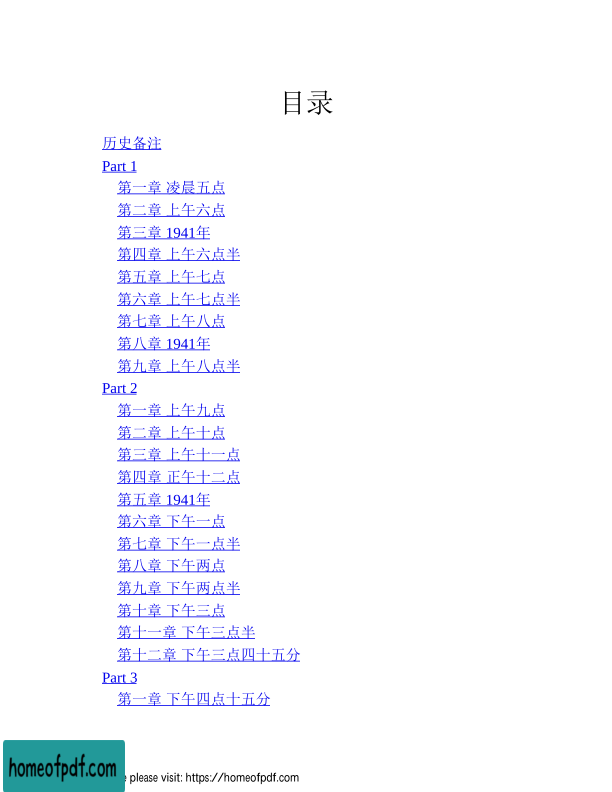 目录
历史备注
Part 1
第一章 凌晨五点
第二章 上午六点
第三章 1941年
第四章 上午六点半
第五章 上午七点
第六章 上午七点半
第七章 上午八点
第八章 1941年
第九章 上午八点半
Part 2
第一章 上午九点
第二章 上午十点
第三章 上午十一点
第四章 正午十二点
第五章 1941年
第六章 下午一点
第七章 下午一点半
第八章 下午两点
第九章 下午两点半
第十章 下午三点
第十一章 下午三点半
第十二章 下午三点四十五分
Part 3
第一章 下午四点十五分
homeofpdf.com
please visit: https://homeofpdf.com